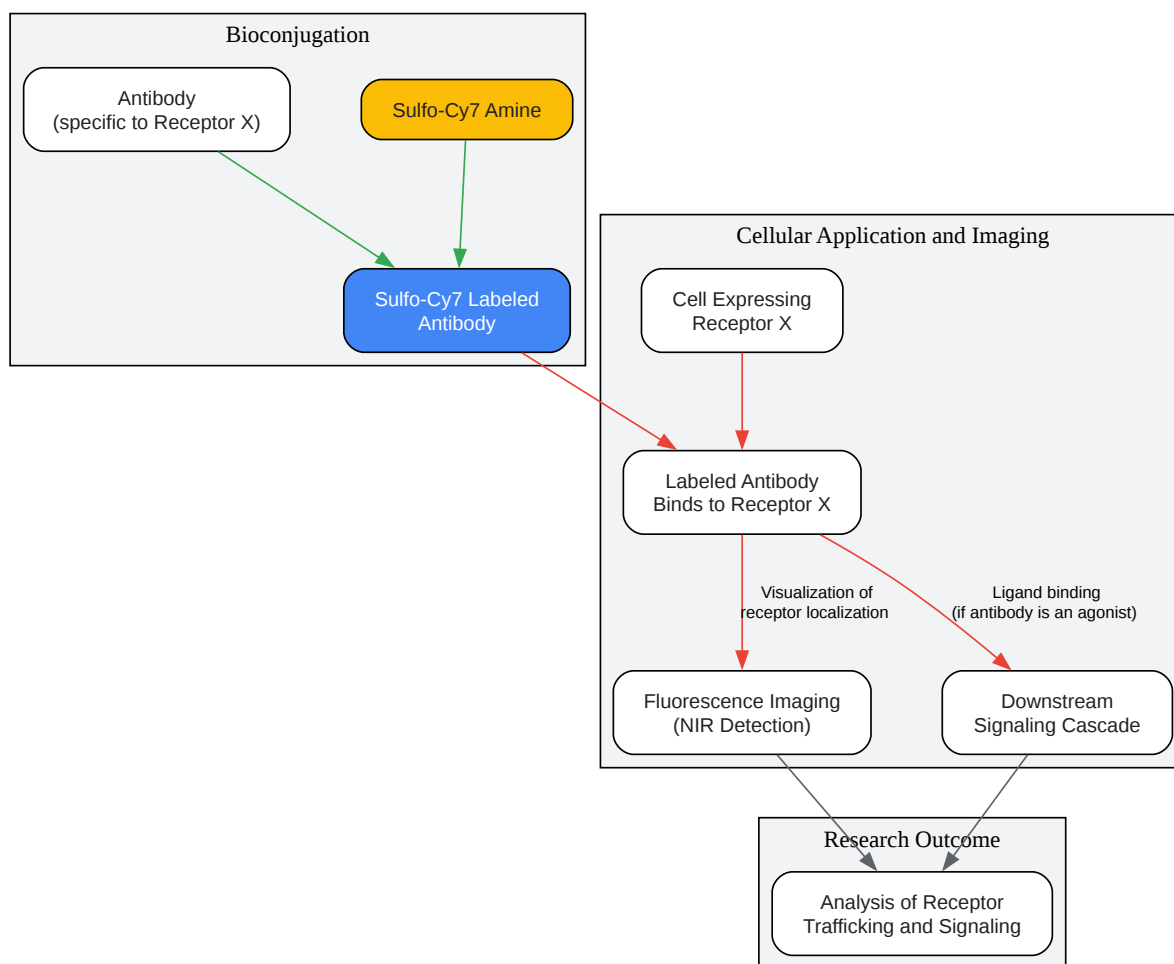 Bioconjugation
Antibody
(specific to Receptor X)
Sulfo-Cy7 Amine
Sulfo-Cy7 Labeled
Antibody
Cellular Application and Imaging
Cell Expressing
Receptor X
Labeled Antibody
Binds to Receptor X
Visualization of
receptor localization
Ligand binding
(if antibody is an agonist)
Fluorescence Imaging
(NIR Detection)
Downstream
Signaling Cascade
Research Outcome
Analysis of Receptor
Trafficking and Signaling